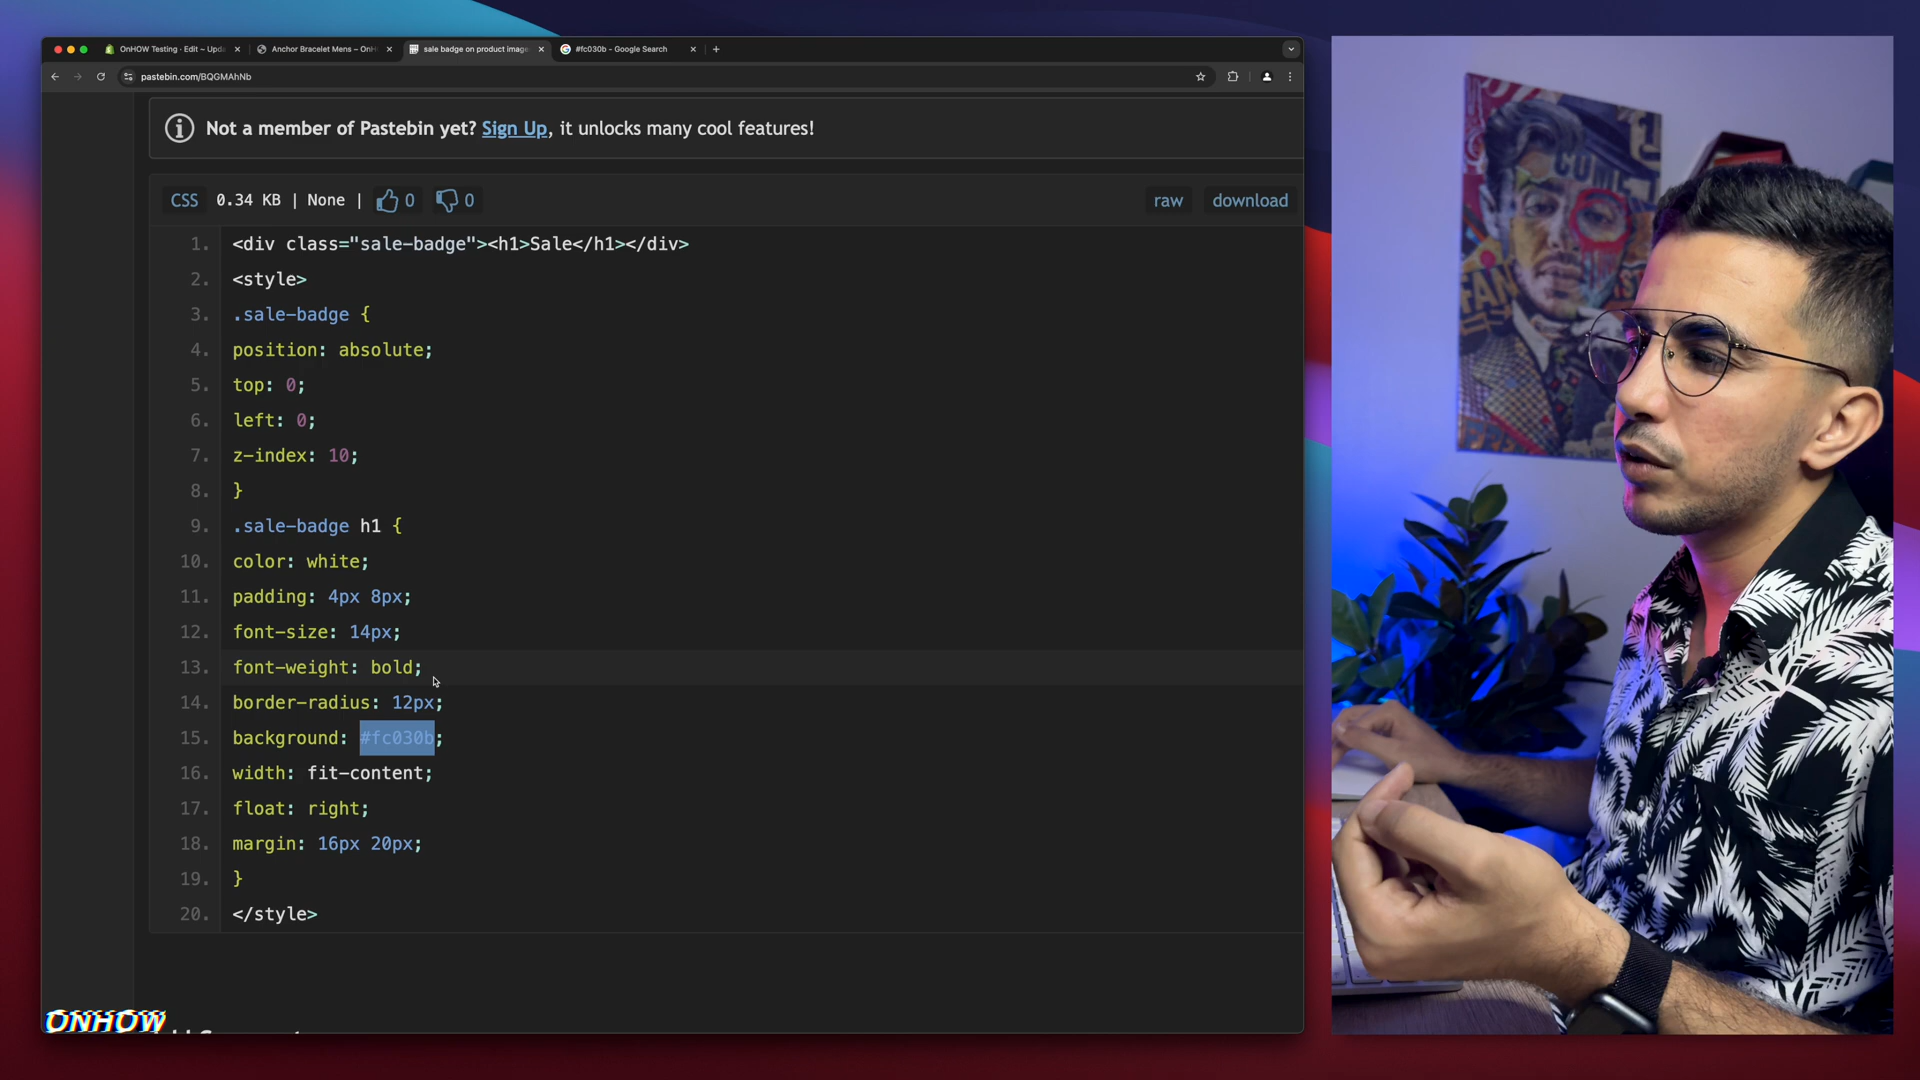 OnHOW Testing · Edit ~ Upda
Anchor Bracelet Mens – OnH
sale badge on product image
#fc030b - Google Search
pastebin.com/BQGMAhNb
Not a member of Pastebin yet? Sign Up, it unlocks many cool features!
CSS 0.34 KB | None | 0 0 raw download
1. <div class="sale-badge"><h1>Sale</h1></div>
2. <style>
3. .sale-badge {
4. position: absolute;
5. top: 0;
6. left: 0;
7. z-index: 10;
8. }
9. .sale-badge h1 {
10. color: white;
11. padding: 4px 8px;
12. font-size: 14px;
13. font-weight: bold;
14. border-radius: 12px;
15. background: #fc030b;
16. width: fit-content;
17. float: right;
18. margin: 16px 20px;
19. }
20. </style>
ONHOW